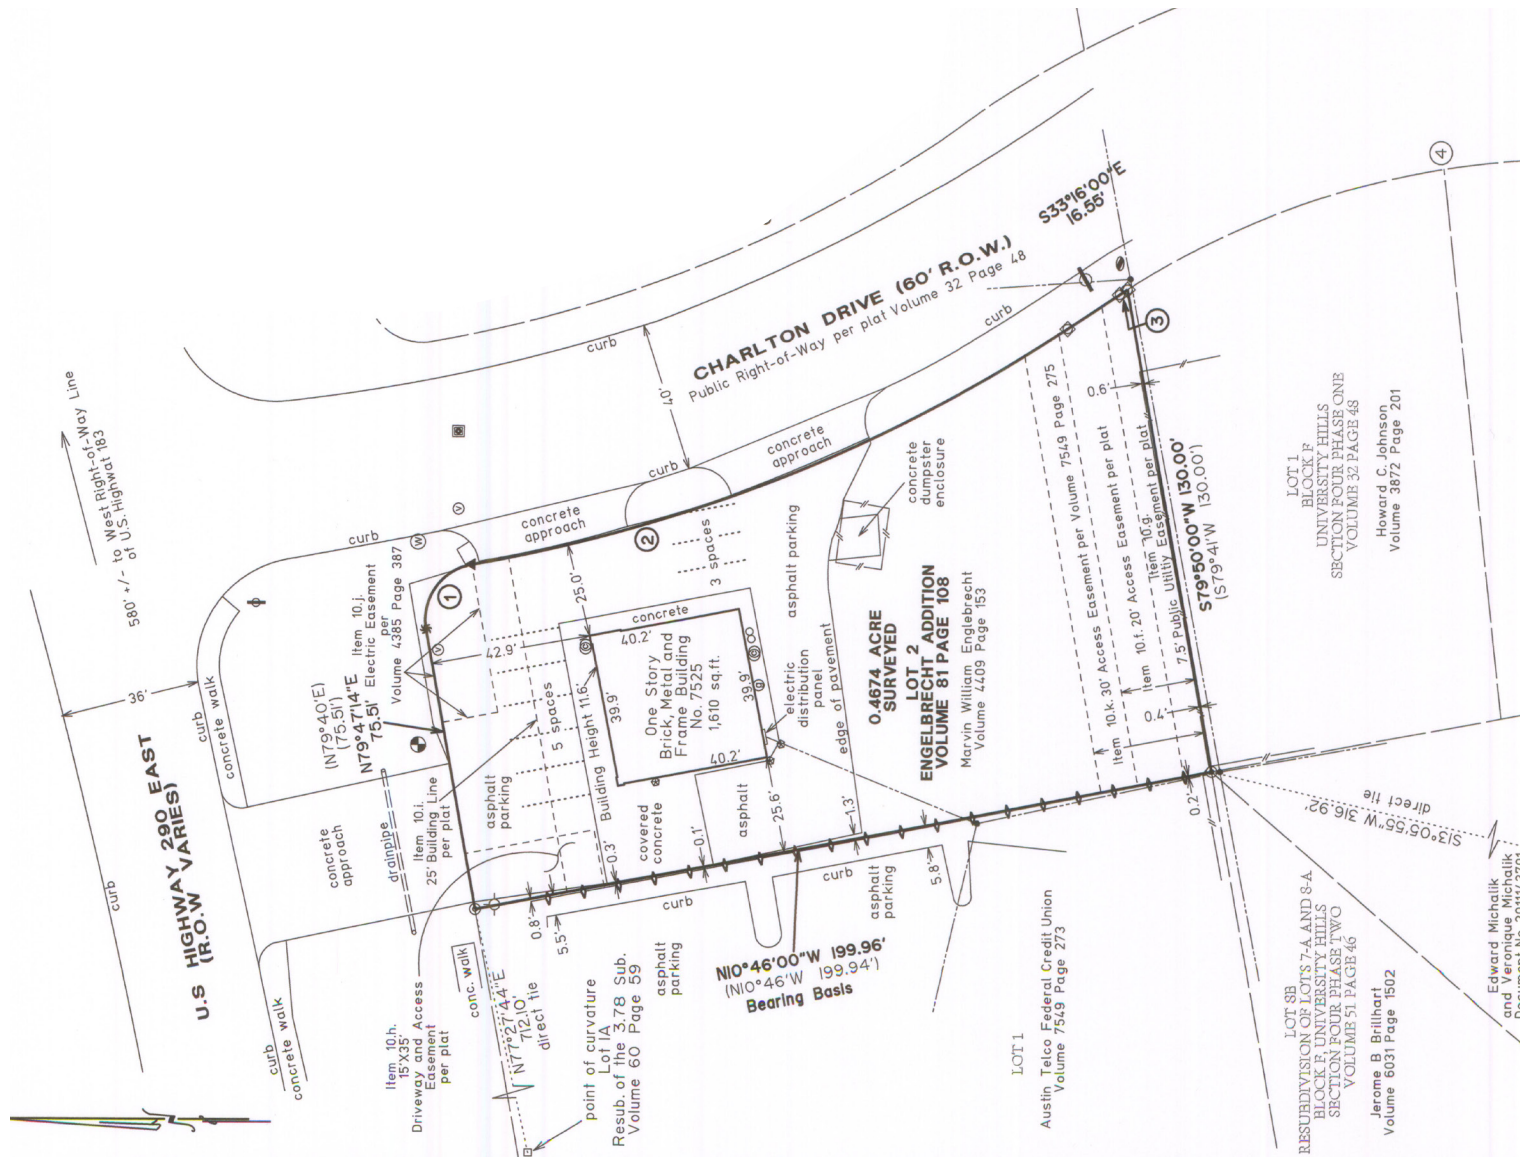 580' +/- to West Right-of-Way Line
of U.S. Highwat 183
curb
U.S HIGHWAY 290 EAST
(R.O.W VARIES)
36'
curb
concrete walk
curb
concrete walk
curb
curb
CHARLTON DRIVE (60' R.O.W.)
Public Right-of-Way per plat Volume 32 Page 48
S33°16'00"E
16.55'
40'
curb
curb
concrete
approach
concrete
approach
concrete
approach
drainpipe
(N79°40'E)
(75.51')
N79°47'14"E
75.51'
Item 10.j.
Electric Easement
per
Volume 4385 Page 387
V
W
V
1
2
3
4
Item 10.i.
25' Building Line
per plat
asphalt
parking
5 spaces
3 spaces
42.9'
25.0'
Building Height 11.6'
concrete
40.2'
39.9'
One Story
Brick, Metal and
Frame Building
No. 7525
1,610 sq.ft.
39.9'
40.2'
covered
concrete
asphalt
0.3'
0.1'
25.6'
1.3'
electric
distribution
panel
edge of pavement
asphalt parking
concrete
dumpster
enclosure
0.4674 ACRE
SURVEYED
LOT 2
ENGELBRECHT ADDITION
VOLUME 81 PAGE 108
Marvin William Englebrecht
Volume 4409 Page 153
Item 10.k. 30' Access Easement per Volume 7549 Page 275
Item 10.f. 20' Access Easement per plat
Item 10.g.
7.5' Public Utiltiy Easement per plat
0.6'
0.4'
0.2'
S79°50'00"W 130.00'
(S79°41'W 130.00')
LOT 1
BLOCK F
UNIVERSITY HILLS
SECTION FOUR PHASE ONE
VOLUME 32 PAGE 48
Howard C. Johnson
Volume 3872 Page 201
Item 10.h.
15'X35'
Driveway and Access
Easement
per plat
conc. walk
0.8'
5.5'
curb
asphalt
parking
curb
asphalt
parking
5.8'
N77°27'44"E
712.10'
direct tie
point of curvature
Lot 1A
Resub. of the 3.78 Sub.
Volume 60 Page 59
N10°46'00"W 199.96'
(N10°46'W 199.94')
Bearing Basis
LOT 1
Austin Telco Federal Credit Union
Volume 7549 Page 273
S13°05'55"W 316.92'
direct tie
RESUBDIVISION OF LOTS 7-A AND 8-A
BLOCK F, UNIVERSITY HILLS
SECTION FOUR PHASE TWO
VOLUME 51 PAGE 46
Jerome B Brillhart
Volume 6031 Page 1502
Edward Michalik
and Veronique Michalik